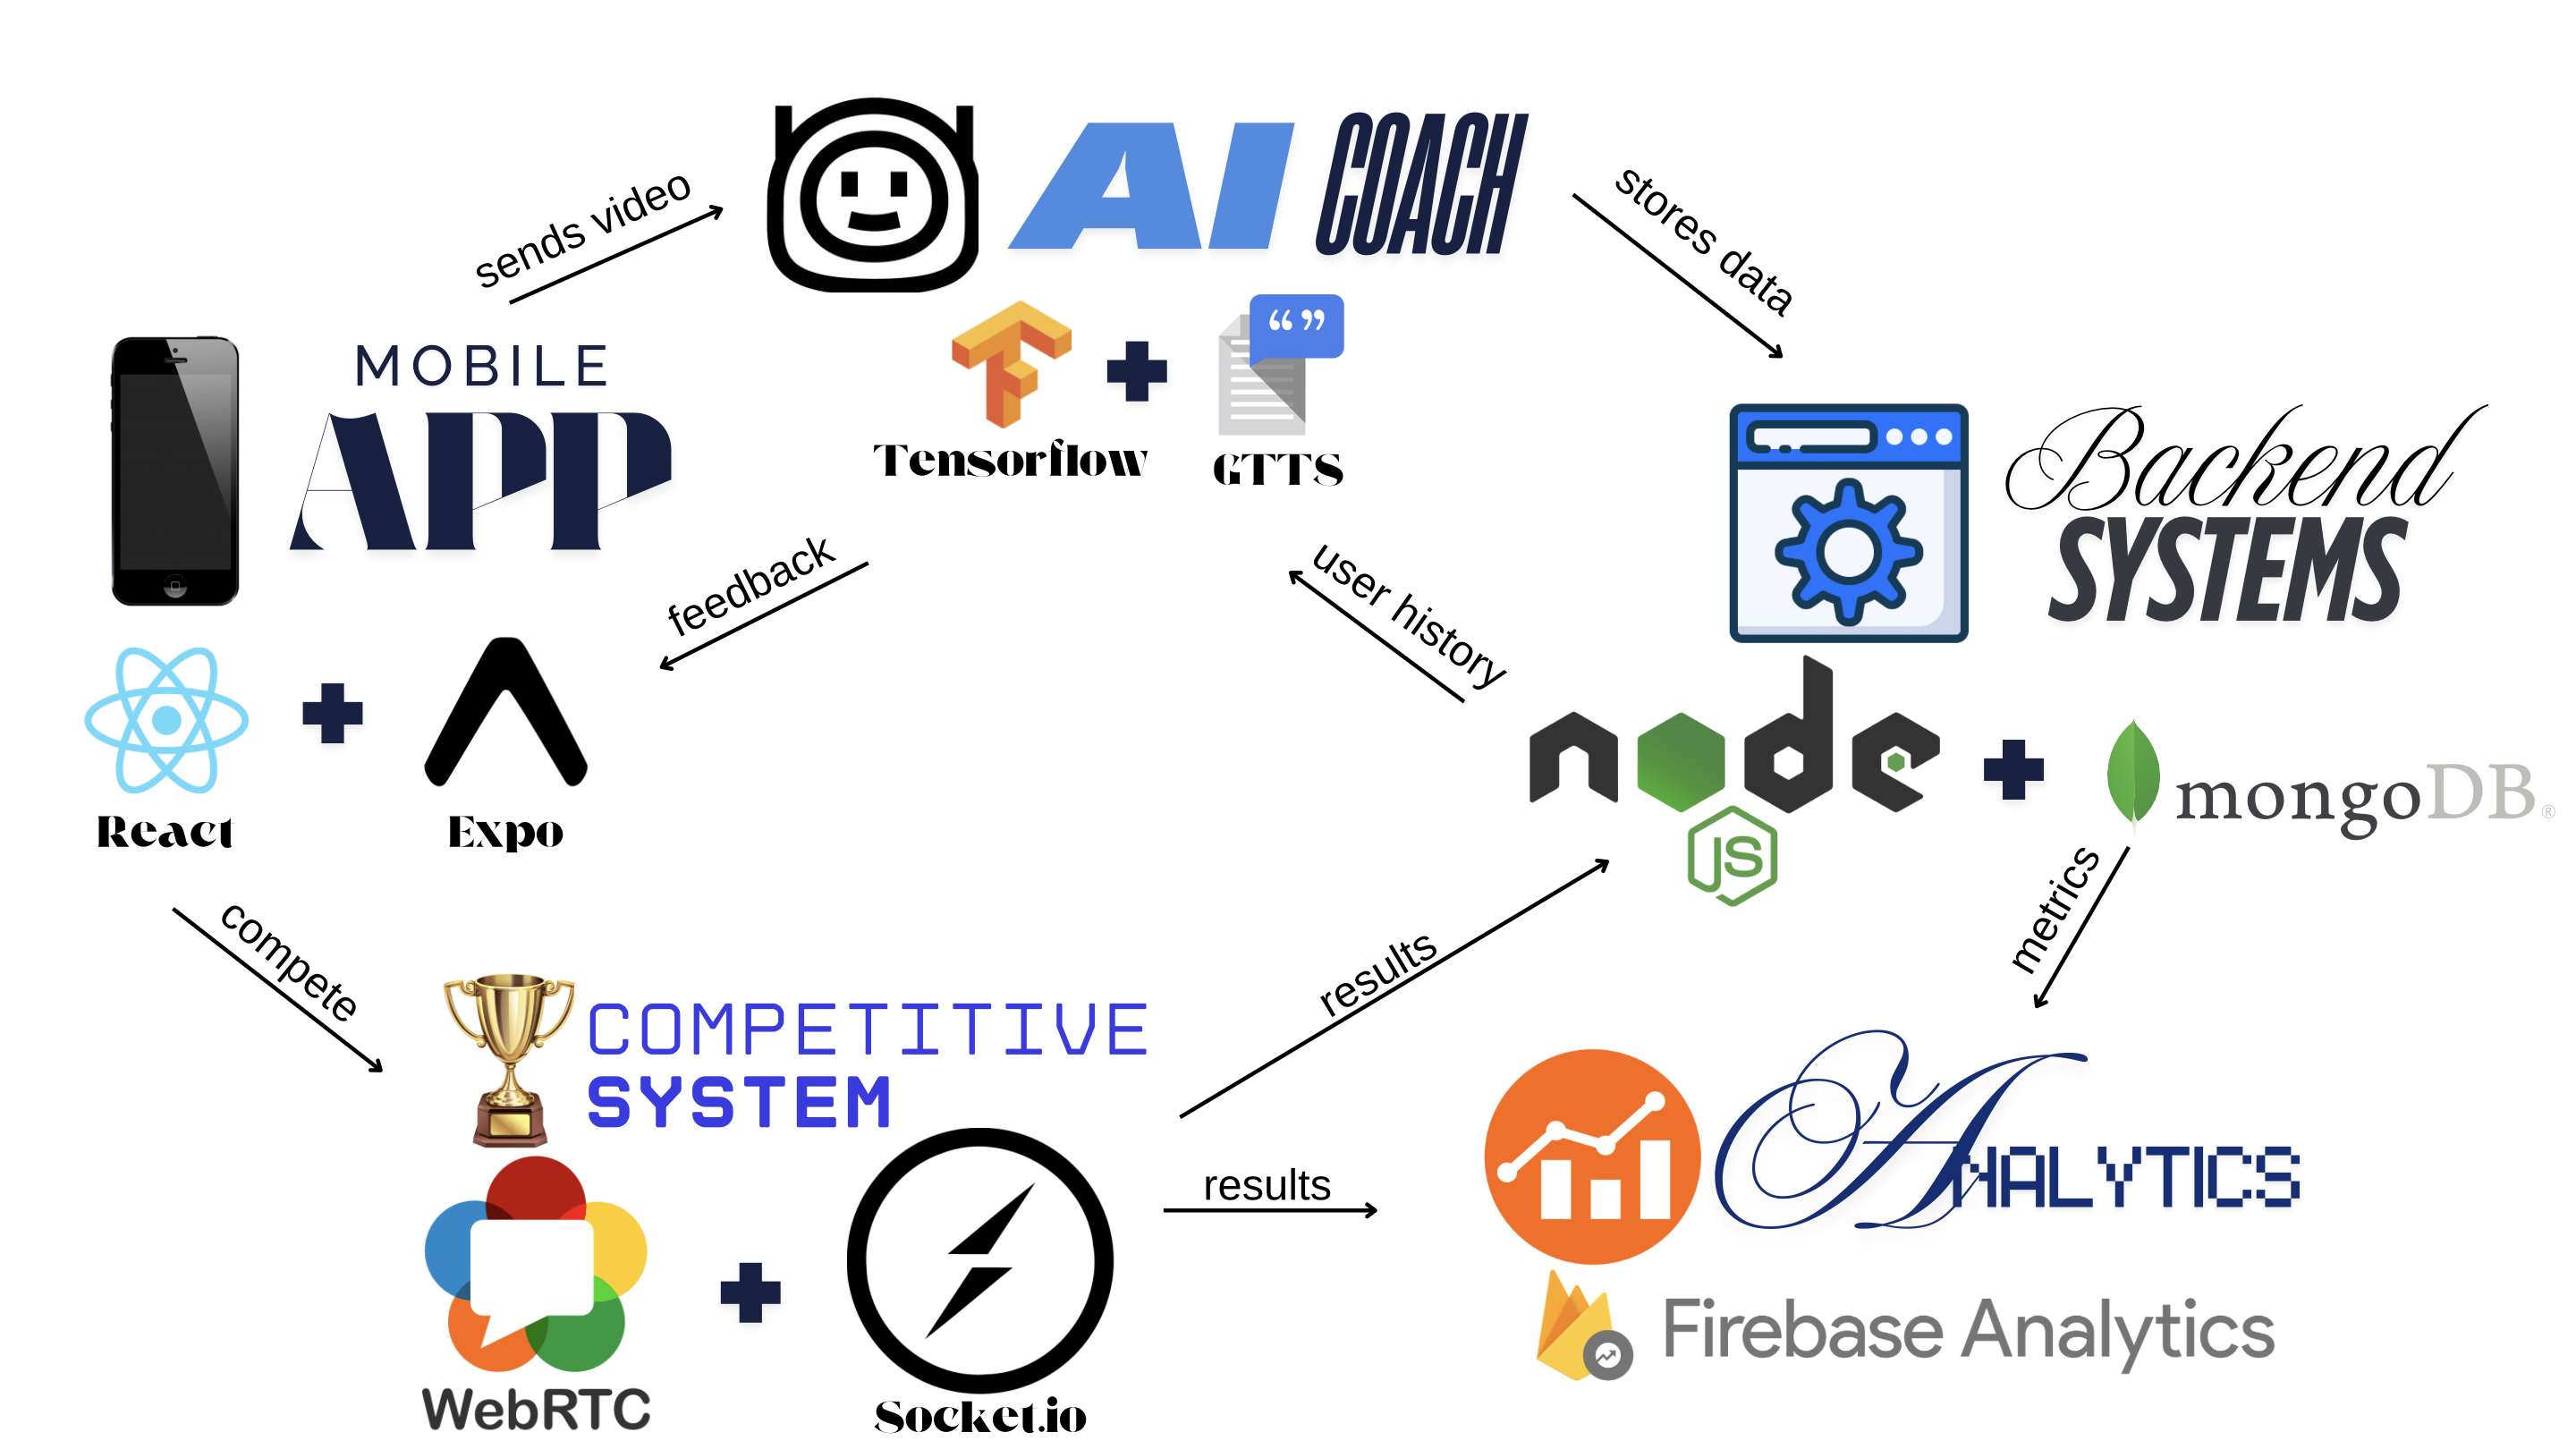 AI COACH
sends video
stores data
MOBILE
APP
“ ”
Tensorflow
GTTS
Backend
SYSTEMS
feedback
user history
React
Expo
node
JS
mongoDB®
compete
metrics
results
COMPETITIVE
SYSTEM
results
ANALYTICS
Firebase Analytics
WebRTC
Socket.io